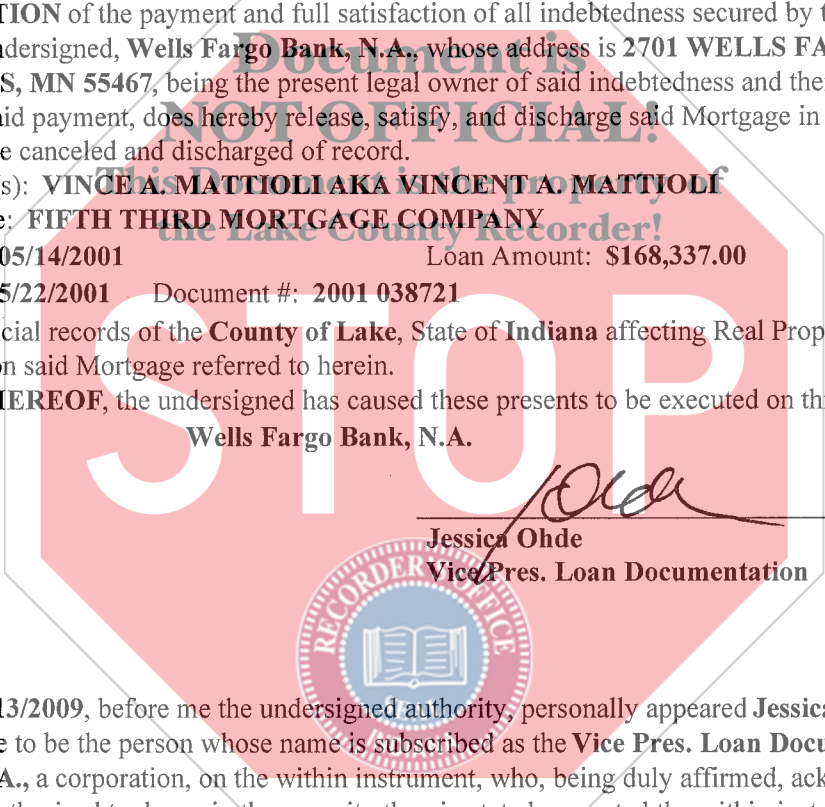 TION of the payment and full satisfaction of all indebtedness secured by
ndersigned, Wells Fargo Bank, N.A., whose address is 2701 WELLS FA
Document is
S, MN 55467, being the present legal owner of said indebtedness and the
aid payment, does hereby release, satisfy, and discharge said Mortgage in
NOT OFFICIAL!
e canceled and discharged of record.
(s): VINCE A. MATTIOLI AKA VINCENT A. MATTIOLI
This Document is the property of
e: FIFTH THIRD MORTGAGE COMPANY
the Lake County Recorder!
05/14/2001 Loan Amount: $168,337.00
5/22/2001 Document #: 2001 038721
cial records of the County of Lake, State of Indiana affecting Real Prop
on said Mortgage referred to herein.
STOP
HEREOF, the undersigned has caused these presents to be executed on th
Wells Fargo Bank, N.A.
JOhde
Jessica Ohde
Vice Pres. Loan Documentation
RECORDER'S OFFICE
13/2009, before me the undersigned authority, personally appeared Jessica
e to be the person whose name is subscribed as the Vice Pres. Loan Docu
A., a corporation, on the within instrument, who, being duly affirmed, ack